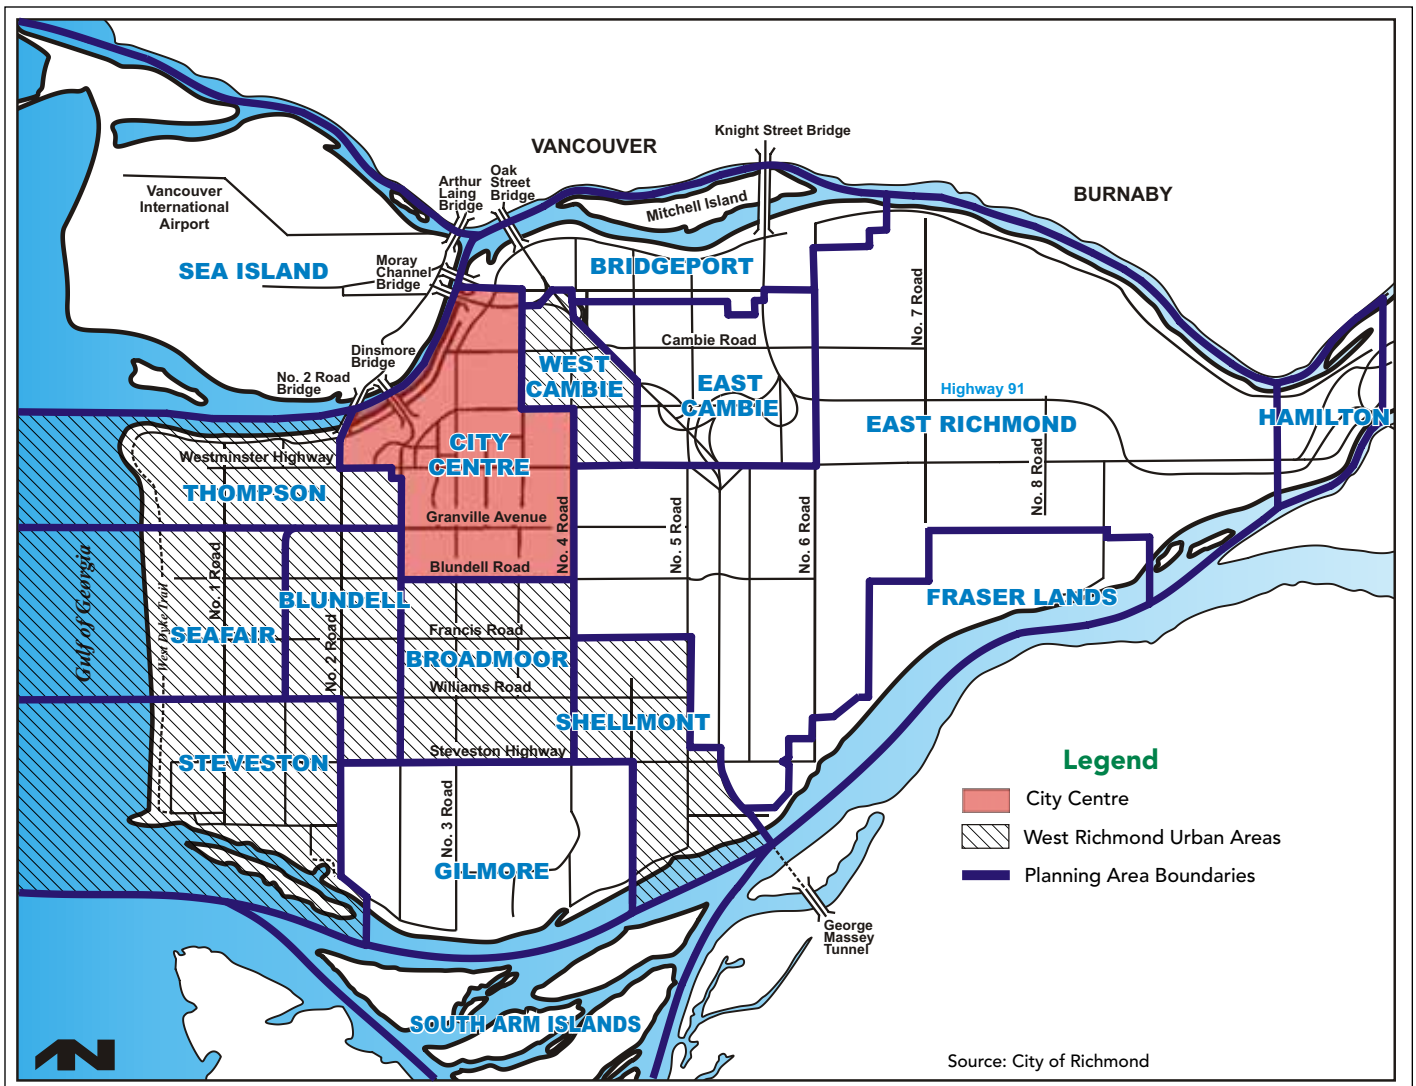 VANCOUVER
Knight Street Bridge
BURNABY
Arthur
Laing
Bridge
Oak
Street
Bridge
Mitchell Island
Vancouver
International
Airport
SEA ISLAND
Moray
Channel
Bridge
BRIDGEPORT
No. 7 Road
Dinsmore
Bridge
No. 2 Road
Bridge
Cambie Road
WEST
CAMBIE
EAST
CAMBIE
Highway 91
EAST RICHMOND
HAMILTON
CITY
CENTRE
Westminster Highway
THOMPSON
No. 8 Road
Granville Avenue
No. 4 Road
No. 5 Road
No. 6 Road
Blundell Road
Gulf of Georgia
West Dyke Trail
No. 1 Road
BLUNDELL
SEAFAIR
No. 2 Road
Francis Road
BROADMOOR
Williams Road
FRASER LANDS
SHELLMONT
Steveston Highway
STEVESTON
No. 3 Road
GILMORE
Legend
City Centre
West Richmond Urban Areas
Planning Area Boundaries
George
Massey
Tunnel
SOUTH ARM ISLANDS
N
Source: City of Richmond